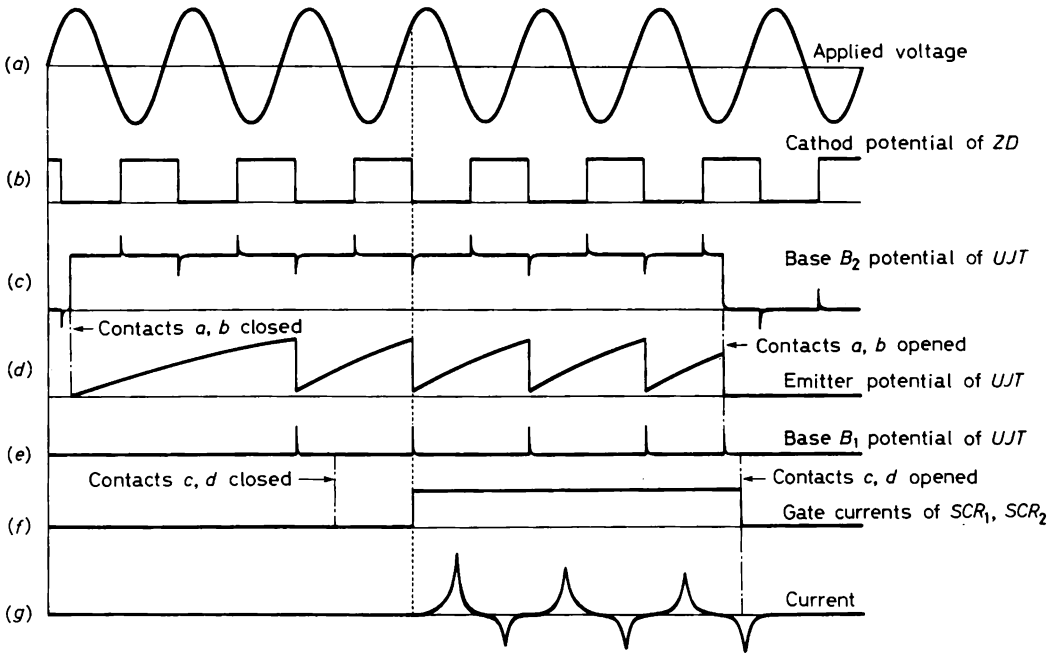 (a)
Applied voltage
Cathod potential of ZD
(b)
Base B₂ potential of UJT
(c)
Contacts a, b closed
Contacts a, b opened
(d)
Emitter potential of UJT
Base B₁ potential of UJT
(e)
Contacts c, d closed
Contacts c, d opened
(f)
Gate currents of SCR₁, SCR₂
(g)
Current